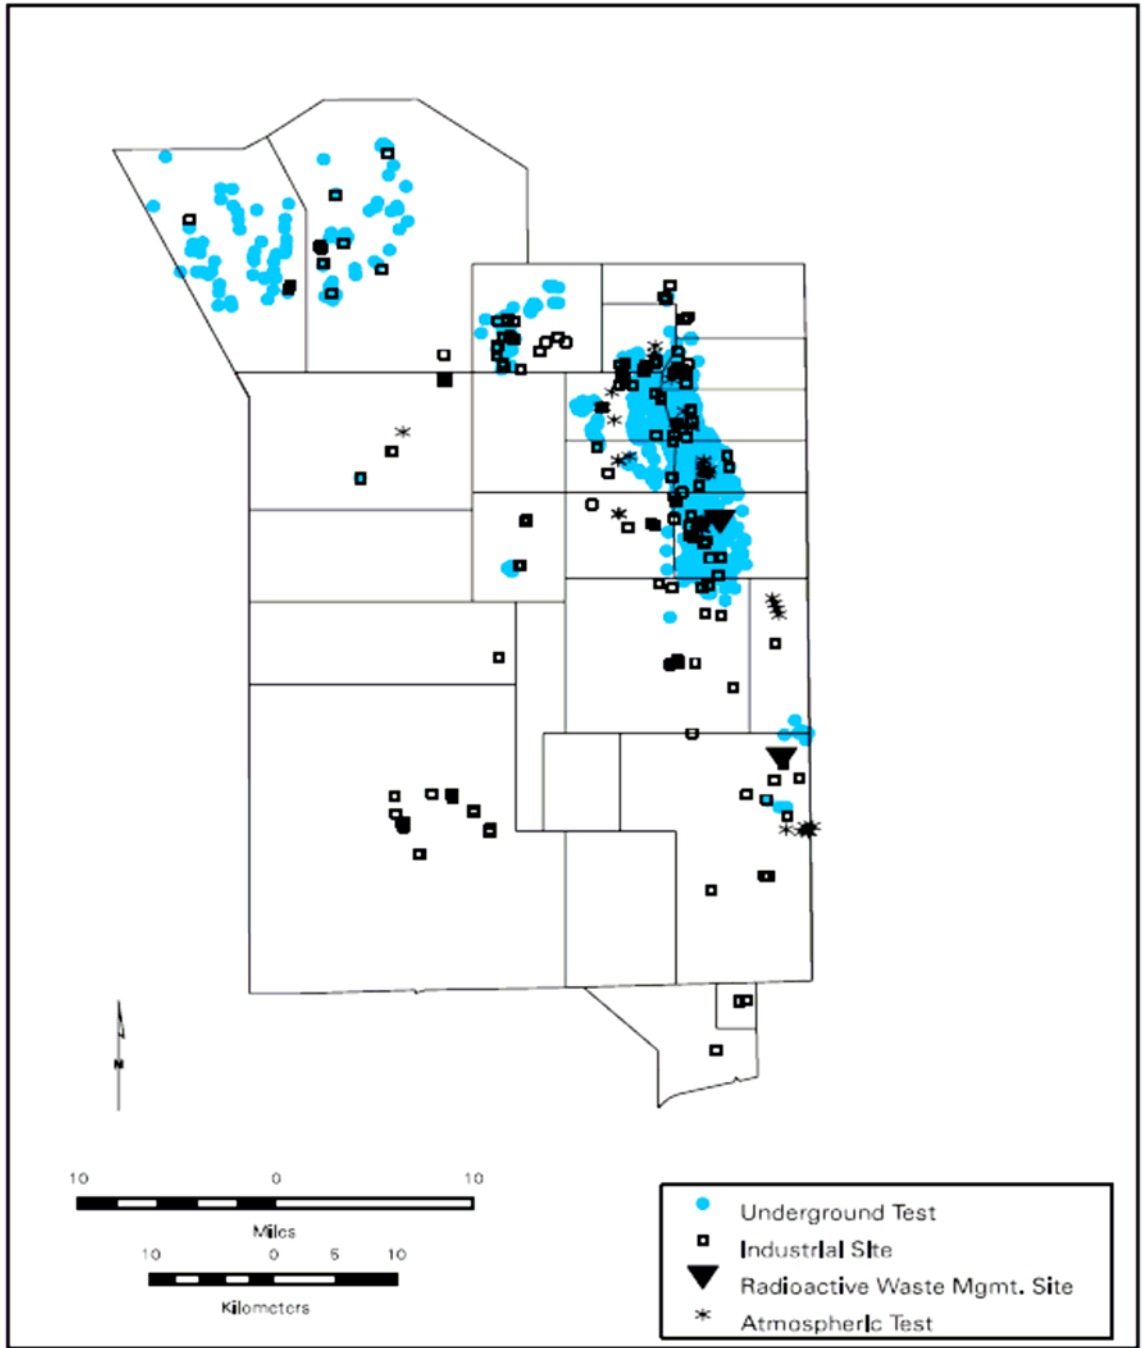 N
10 0 10
Miles
10 0 5 10
Kilometers
Underground Test
Industrial Site
Radioactive Waste Mgmt. Site
Atmospheric Test